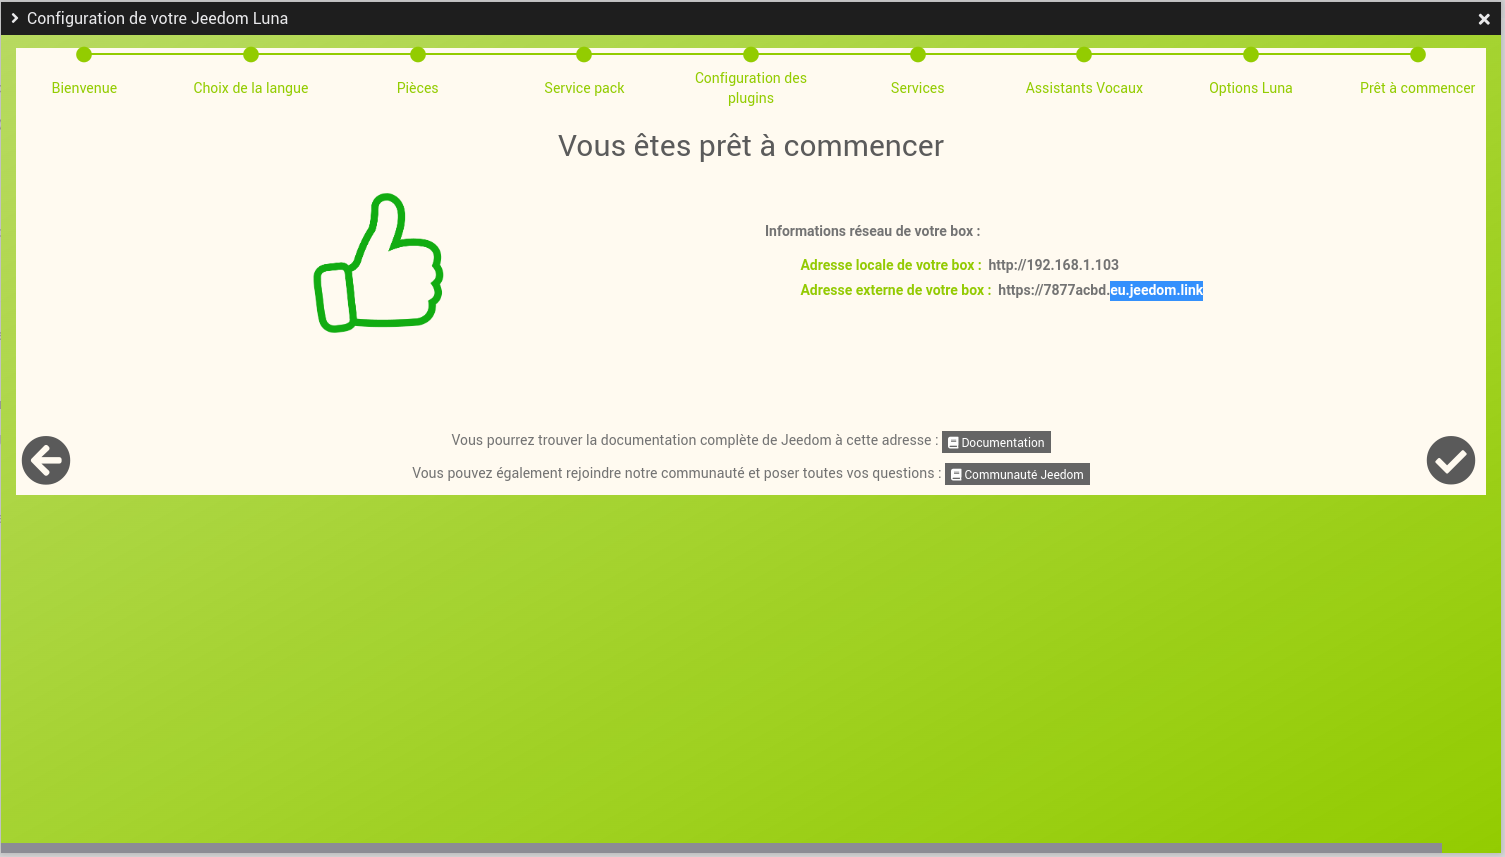 Configuration de votre Jeedom Luna
Bienvenue
Choix de la langue
Pièces
Service pack
Configuration des
plugins
Services
Assistants Vocaux
Options Luna
Prêt à commencer
Vous êtes prêt à commencer
Informations réseau de votre box :
Adresse locale de votre box : http://192.168.1.103
Adresse externe de votre box : https://7877acbd.eu.jeedom.link
Vous pourrez trouver la documentation complète de Jeedom à cette adresse : Documentation
Vous pouvez également rejoindre notre communauté et poser toutes vos questions : Communauté Jeedom